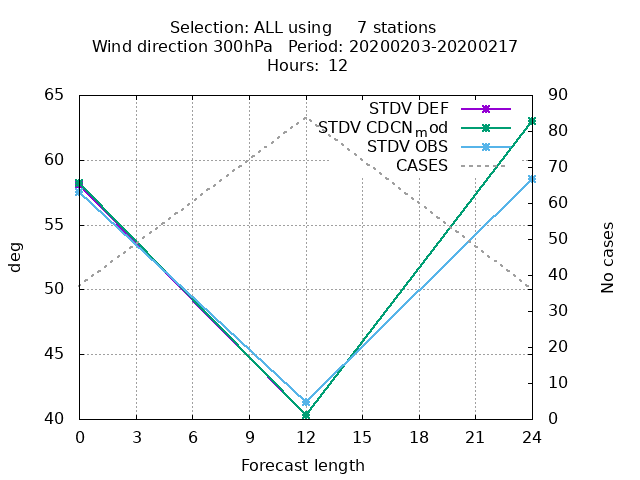 Selection: ALL using     7 stations
Wind direction 300hPa   Period: 20200203-20200217
Hours:  12
65 90
STDV DEF
STDV CDCNmod
STDV OBS
CASES
80
60 70
60
55
50
deg
No cases
50 40
30
45 20
10
40 0
0 3 6 9 12 15 18 21 24
Forecast length